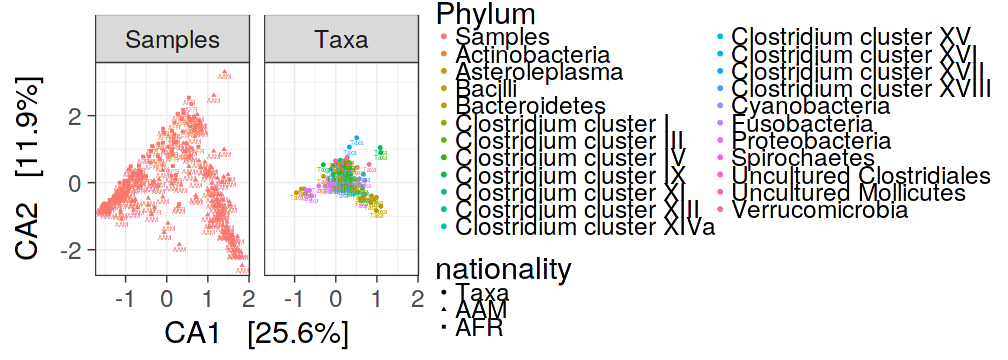 Samples
Taxa
2
0
-2
-1
0
1
2
-1
0
1
2
CA2 [11.9%]
CA1 [25.6%]
Phylum
Samples
Actinobacteria
Asteroleplasma
Bacilli
Bacteroidetes
Clostridium cluster I
Clostridium cluster III
Clostridium cluster IV
Clostridium cluster IX
Clostridium cluster XI
Clostridium cluster XIII
Clostridium cluster XIVa
Clostridium cluster XV
Clostridium cluster XVI
Clostridium cluster XVII
Clostridium cluster XVIII
Cyanobacteria
Fusobacteria
Proteobacteria
Spirochaetes
Uncultured Clostridiales
Uncultured Mollicutes
Verrucomicrobia
nationality
Taxa
AAM
AFR